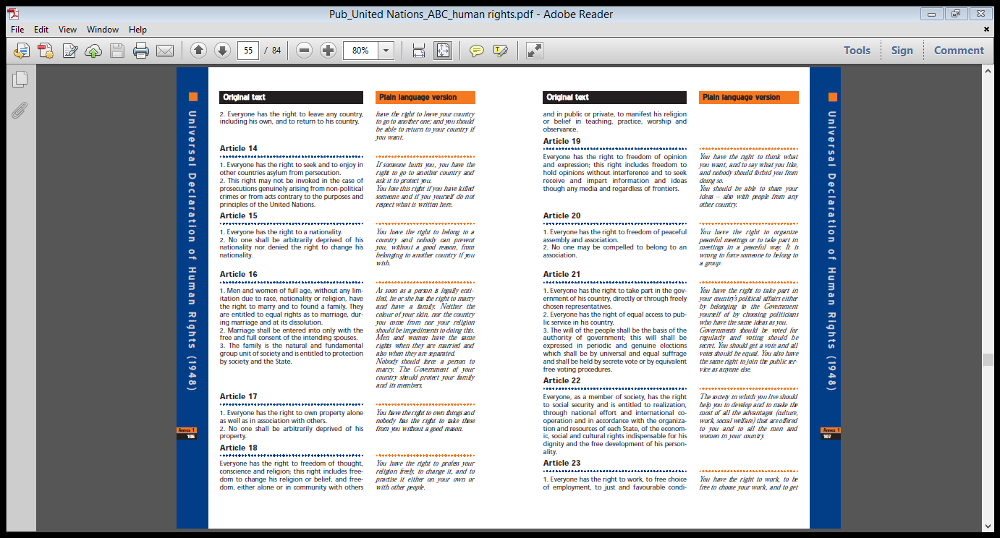 Pub_United Nations_ABC_human rights.pdf - Adobe Reader
File Edit View Window Help
55 / 84
80%
Tools Sign Comment
Universal Declaration of Human Rights (1948)
Annex 1
106
Original text
2. Everyone has the right to leave any country,
including his own, and to return to his country.
Article 14
1. Everyone has the right to seek and to enjoy in
other countries asylum from persecution.
2. This right may not be invoked in the case of
prosecutions genuinely arising from non-political
crimes or from acts contrary to the purposes and
principles of the United Nations.
Article 15
1. Everyone has the right to a nationality.
2. No one shall be arbitrarily deprived of his
nationality nor denied the right to change his
nationality.
Article 16
1. Men and women of full age, without any lim-
itation due to race, nationality or religion, have
the right to marry and to found a family. They
are entitled to equal rights as to marriage, dur-
ing marriage and at its dissolution.
2. Marriage shall be entered into only with the
free and full consent of the intending spouses.
3. The family is the natural and fundamental
group unit of society and is entitled to protection
by society and the State.
Article 17
1. Everyone has the right to own property alone
as well as in association with others.
2. No one shall be arbitrarily deprived of his
property.
Article 18
Everyone has the right to freedom of thought,
conscience and religion; this right includes free-
dom to change his religion or belief, and free-
dom, either alone or in community with others
Plain language version
have the right to leave your country
to go to another one; and you should
be able to return to your country if
you want.
If someone hurts you, you have the
right to go to another country and
ask it to protect you.
You lose this right if you have killed
someone and if you yourself do not
respect what is written here.
You have the right to belong to a
country and nobody can prevent
you, without a good reason, from
belonging to another country if you
wish.
As soon as a person is legally enti-
tled, he or she has the right to marry
and have a family. Neither the
colour of your skin, nor the country
you come from nor your religion
should be impediments to doing this.
Men and women have the same
rights when they are married and
also when they are separated.
Nobody should force a person to
marry. The Government of your
country should protect your family
and its members.
You have the right to own things and
nobody has the right to take these
from you without a good reason.
You have the right to profess your
religion freely, to change it, and to
practise it either on your own or
with other people.
Original text
and in public or private, to manifest his religion
or belief in teaching, practice, worship and
observance.
Article 19
Everyone has the right to freedom of opinion
and expression; this right includes freedom to
hold opinions without interference and to seek
receive and impart information and ideas
though any media and regardless of frontiers.
Article 20
1. Everyone has the right to freedom of peaceful
assembly and association.
2. No one may be compelled to belong to an
association.
Article 21
1. Everyone has the right to take part in the gov-
ernment of his country, directly or through freely
chosen representatives.
2. Everyone has the right of equal access to pub-
lic service in his country.
3. The will of the people shall be the basis of the
authority of government; this will shall be
expressed in periodic and genuine elections
which shall be by universal and equal suffrage
and shall be held by secrete vote or by equivalent
free voting procedures.
Article 22
Everyone, as a member of society, has the right
to social security and is entitled to realization,
through national effort and international co-
operation and in accordance with the organiza-
tion and resources of each State, of the econom-
ic, social and cultural rights indispensable for his
dignity and the free development of his person-
ality.
Article 23
1. Everyone has the right to work, to free choice
of employment, to just and favourable condi-
Plain language version
You have the right to think what
you want, and to say what you like,
and nobody should forbid you from
doing so.
You should be able to share your
ideas – also with people from any
other country.
You have the right to organize
peaceful meetings or to take part in
meetings in a peaceful way. It is
wrong to force someone to belong to
a group.
You have the right to take part in
your country's political affairs either
by belonging to the Government
yourself of by choosing politicians
who have the same ideas as you.
Governments should be voted for
regularly and voting should be
secret. You should get a vote and all
votes should be equal. You also have
the same right to join the public ser-
vice as anyone else.
The society in which you live should
help you to develop and to make the
most of all the advantages (culture,
work, social welfare) that are offered
to you and to all the men and
women in your country.
You have the right to work, to be
free to choose your work, and to get
Universal Declaration of Human Rights (1948)
Annex 1
107